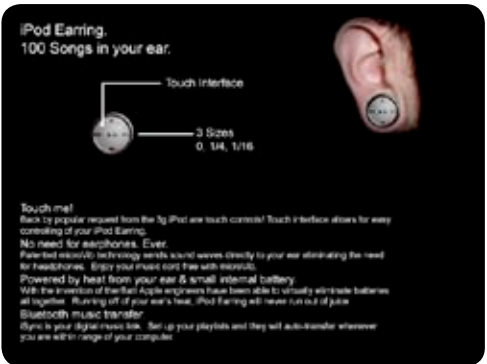 iPod Earring.
100 Songs in your ear.
Touch Interface
3 Sizes
0, 1/4, 1/16
Touch me!
Back by popular request from the 3g iPod are touch controls! Touch interface allows for easy
controlling of your iPod Earring.
No need for earphones. Ever.
Patented microVib technology sends sound waves directly to your ear eliminating the need
for headphones. Enjoy your music cord free with microVib.
Powered by heat from your ear & small internal battery.
With the invention of Apple engineers have been able to virtually eliminate batteries
all together. Running off of your ear's heat, iPod Earring will never run out of juice
Bluetooth music transfer
iSync is your digital music link. Set up your playlists and they will auto-transfer whenever
you are within range of your computer.